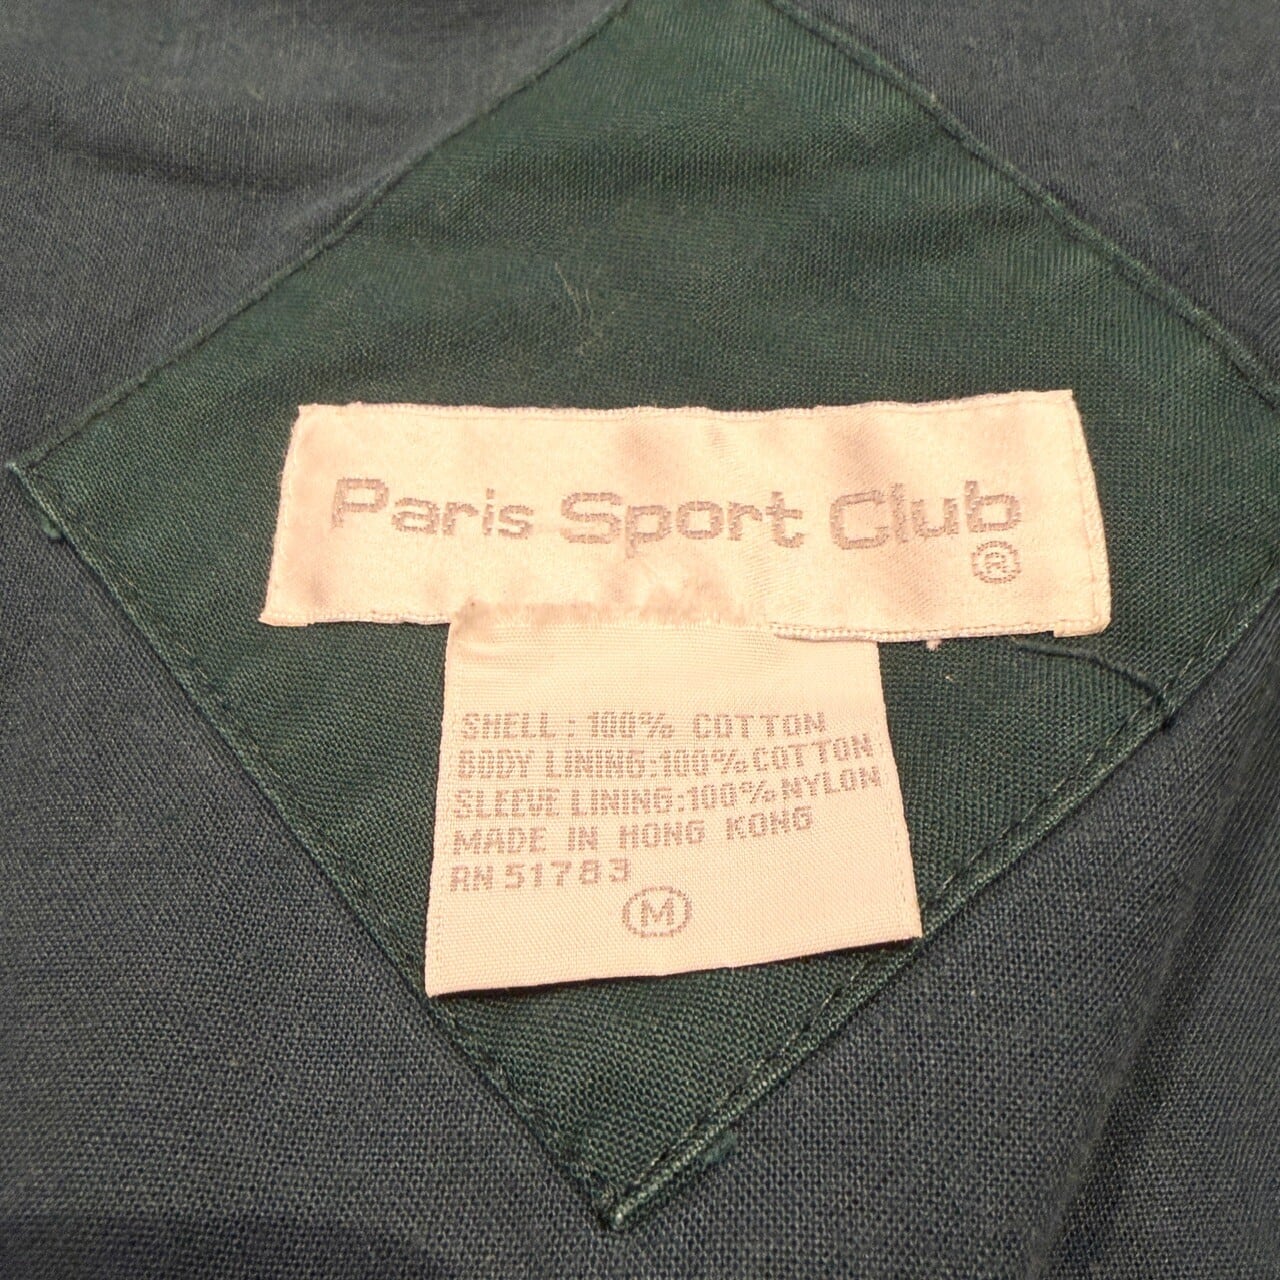 Paris Sport Club
®
SHELL: 100% COTTON
BODY LINING:100% COTTON
SLEEVE LINING:100% NYLON
MADE IN HONG KONG
RN 51783
M